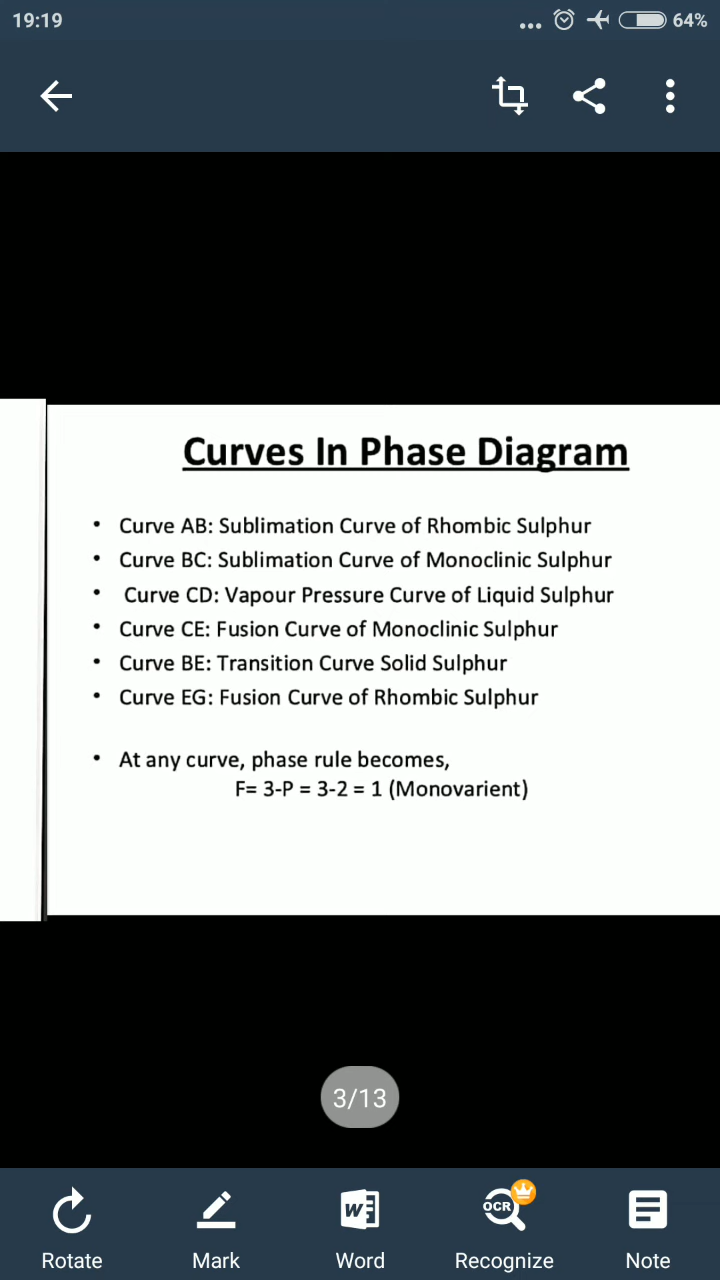 19:19
... 64%
Curves In Phase Diagram
• Curve AB: Sublimation Curve of Rhombic Sulphur
• Curve BC: Sublimation Curve of Monoclinic Sulphur
• Curve CD: Vapour Pressure Curve of Liquid Sulphur
• Curve CE: Fusion Curve of Monoclinic Sulphur
• Curve BE: Transition Curve Solid Sulphur
• Curve EG: Fusion Curve of Rhombic Sulphur
• At any curve, phase rule becomes,
F= 3-P = 3-2 = 1 (Monovarient)
3/13
W
OCR
Rotate Mark Word Recognize Note